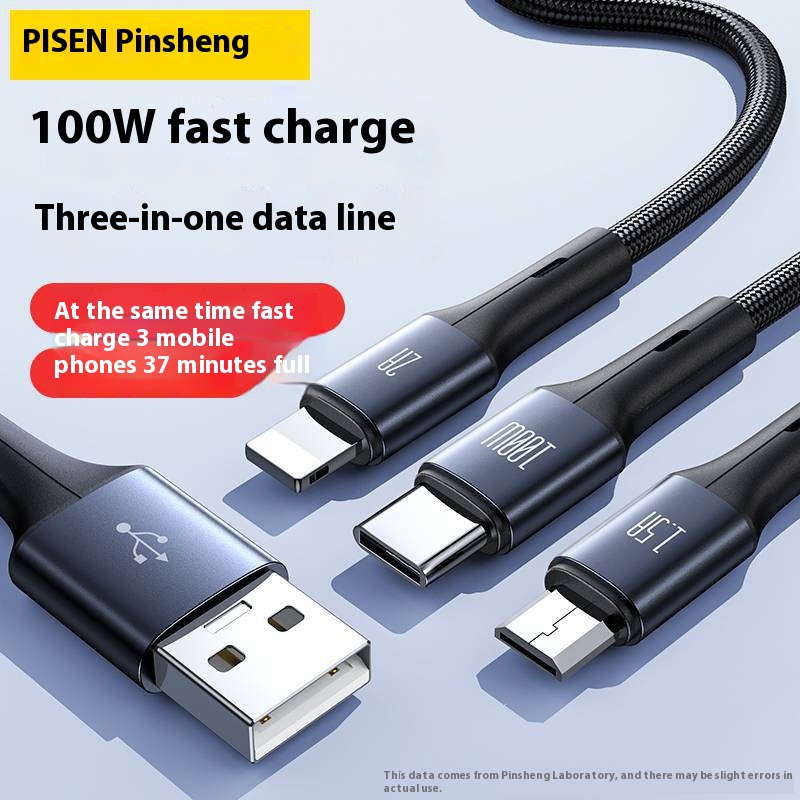 PISEN Pinsheng
100W fast charge
Three-in-one data line
At the same time fast
charge 3 mobile
phones 37 minutes full
2A
100W
1.5A
This data comes from Pinsheng Laboratory, and there may be slight errors in
actual use.